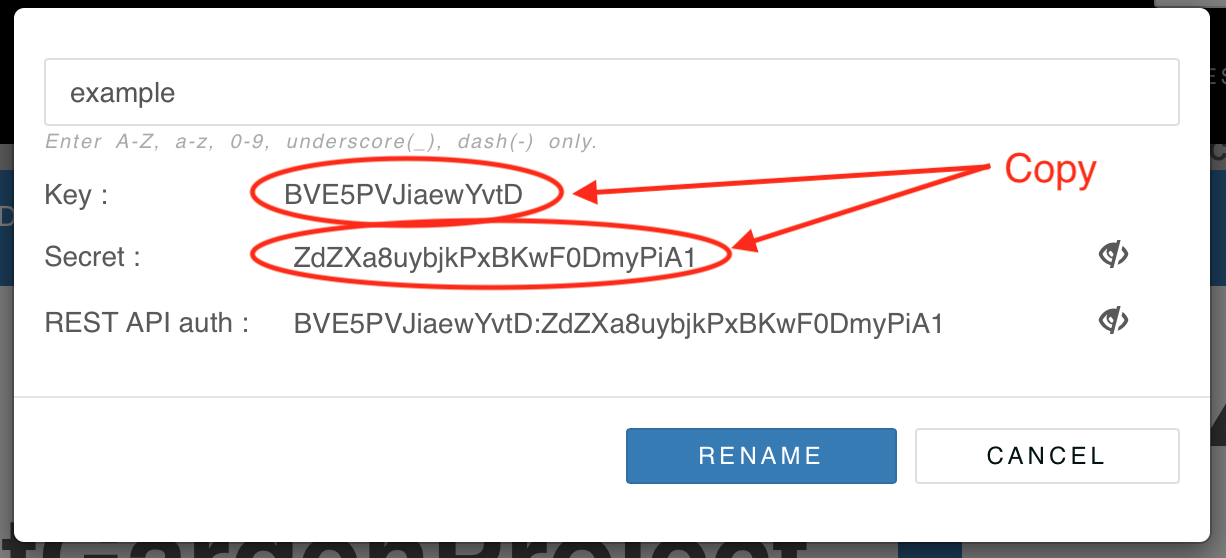 example
Enter A-Z, a-z, 0-9, underscore(_), dash(-) only.
Key : BVE5PVJiaewYvtD
Copy
Secret : ZdZXa8uybjkPxBKwF0DmyPiA1
REST API auth : BVE5PVJiaewYvtD:ZdZXa8uybjkPxBKwF0DmyPiA1
RENAME CANCEL